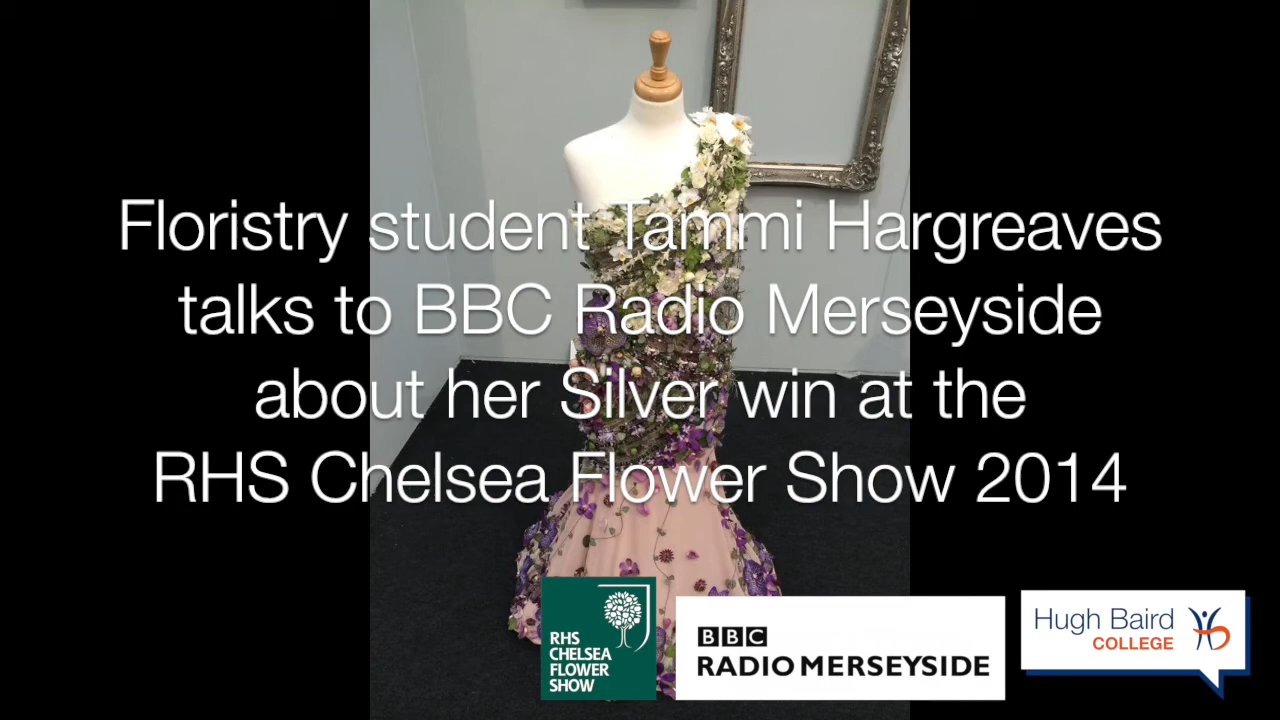 Floristry student Tammi Hargreaves
talks to BBC Radio Merseyside
about her Silver win at the
RHS Chelsea Flower Show 2014
RHS
CHELSEA
FLOWER
SHOW
BBC
RADIO MERSEYSIDE
Hugh Baird
COLLEGE